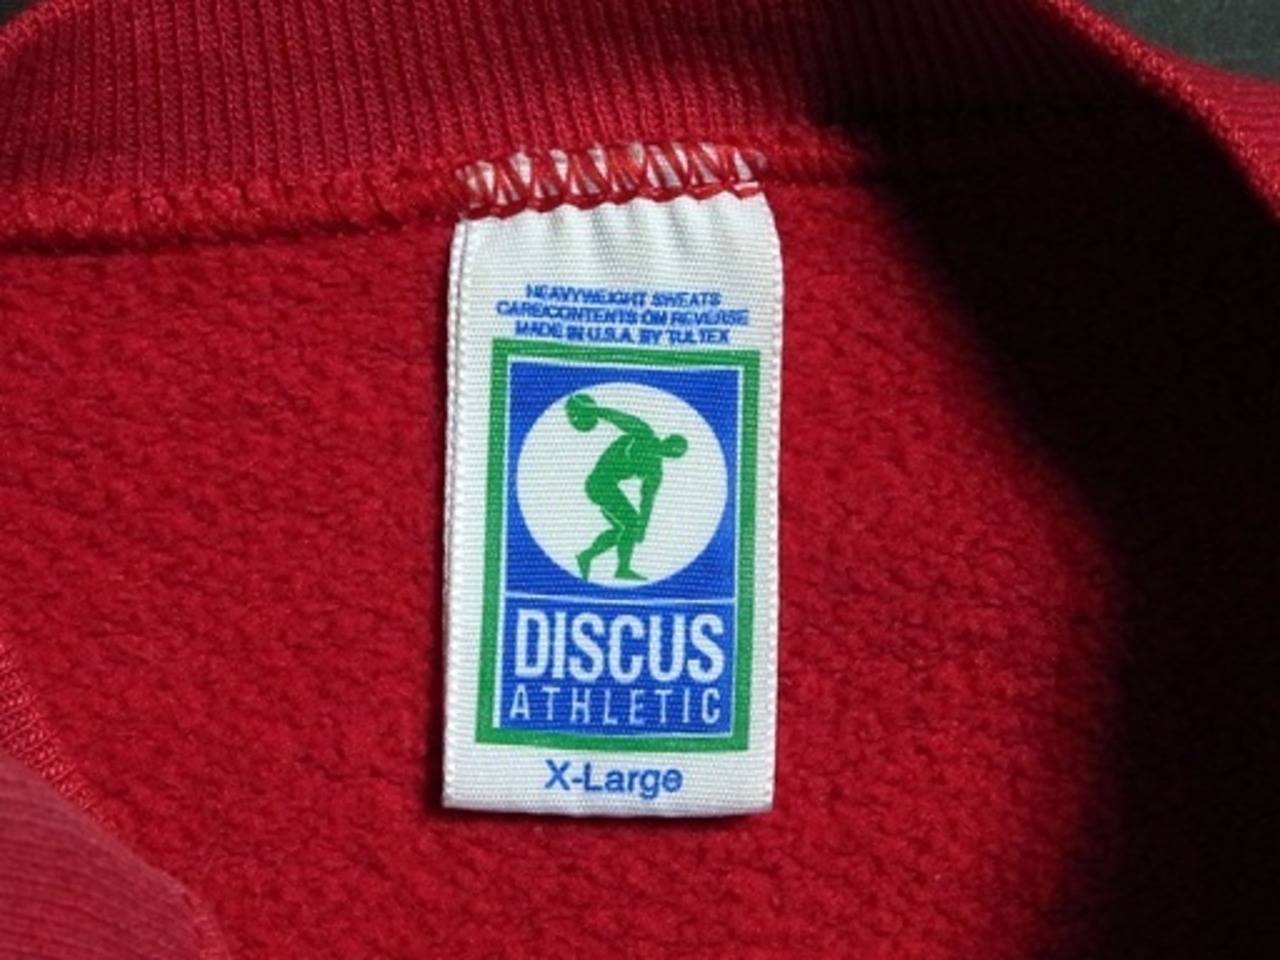 HEAVYWEIGHT SWEATS
CARE/CONTENTS ON REVERSE
MADE IN U.S.A. BY TULTEX
DISCUS
ATHLETIC
X-Large